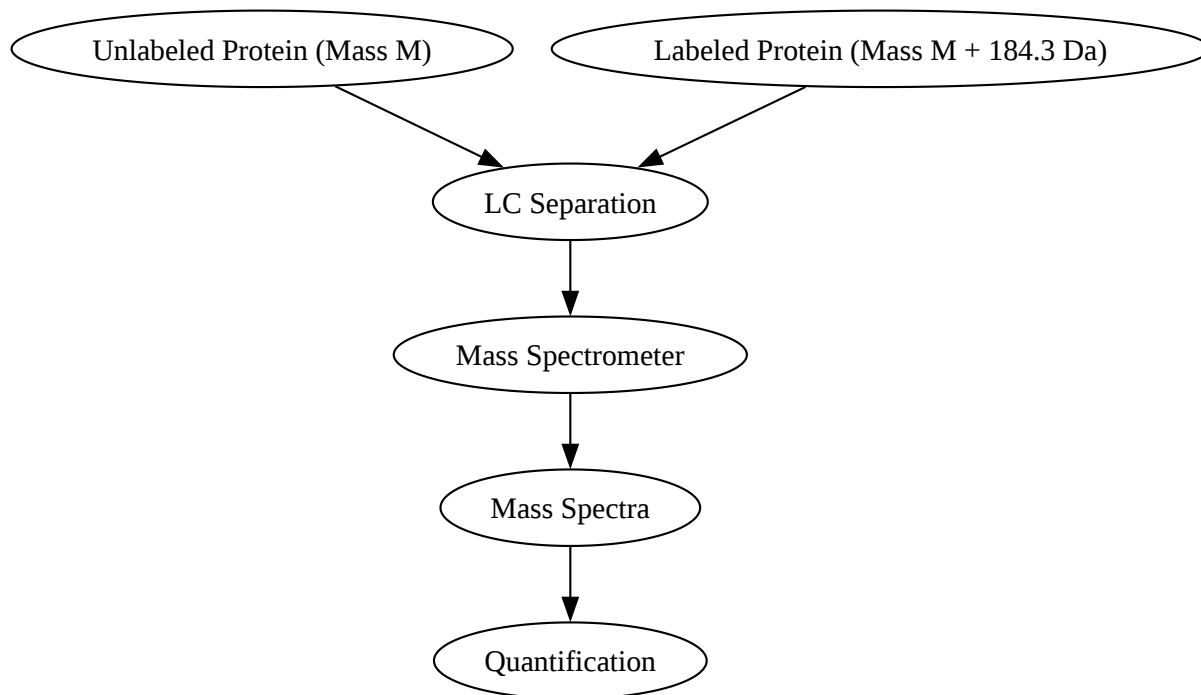 Unlabeled Protein (Mass M)
Labeled Protein (Mass M + 184.3 Da)
LC Separation
Mass Spectrometer
Mass Spectra
Quantification